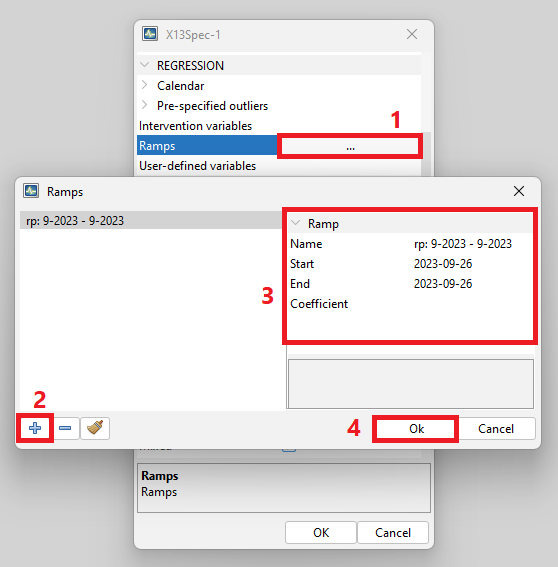 X13Spec-1
REGRESSION
Calendar
Pre-specified outliers
Intervention variables
1
Ramps ...
User-defined variables
Ramps
rp: 9-2023 - 9-2023
Ramp
Name rp: 9-2023 - 9-2023
Start 2023-09-26
End 2023-09-26
Coefficient
3
2
4
Ok Cancel
Ramps
Ramps
OK Cancel